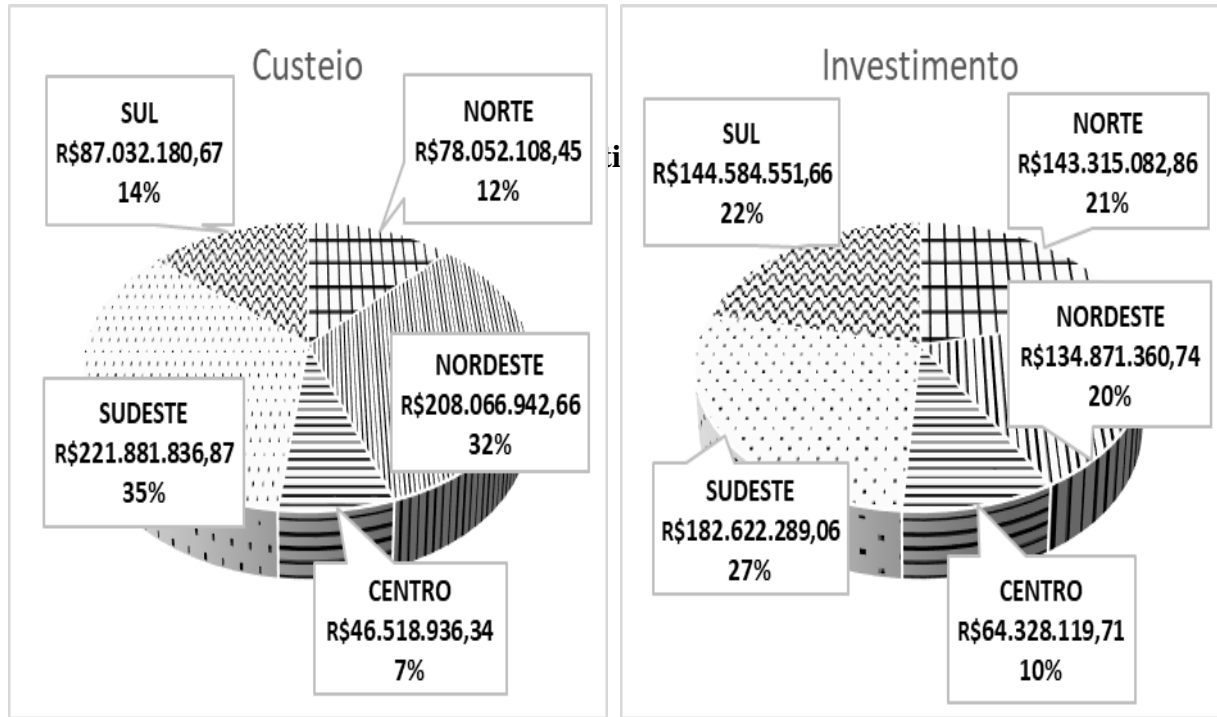 Custeio
SUL
R$87.032.180,67
14%
NORTE
R$78.052.108,45
12%
NORDESTE
R$208.066.942,66
32%
SUDESTE
R$221.881.836,87
35%
CENTRO
R$46.518.936,34
7%
ti
Investimento
SUL
R$144.584.551,66
22%
NORTE
R$143.315.082,86
21%
NORDESTE
R$134.871.360,74
20%
SUDESTE
R$182.622.289,06
27%
CENTRO
R$64.328.119,71
10%